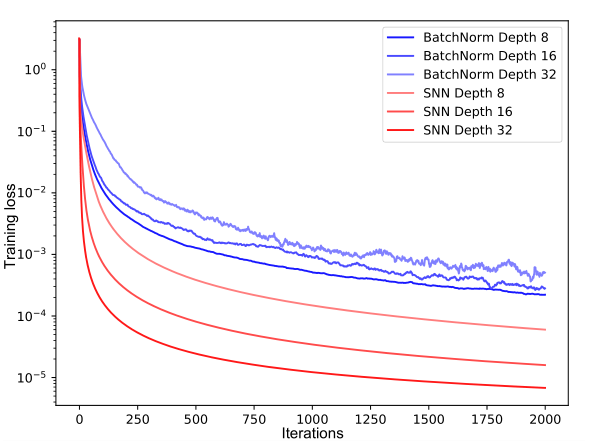 BatchNorm Depth 8
BatchNorm Depth 16
BatchNorm Depth 32
SNN Depth 8
SNN Depth 16
SNN Depth 32
Training loss
10⁰
10⁻¹
10⁻²
10⁻³
10⁻⁴
10⁻⁵
0 250 500 750 1000 1250 1500 1750 2000
Iterations